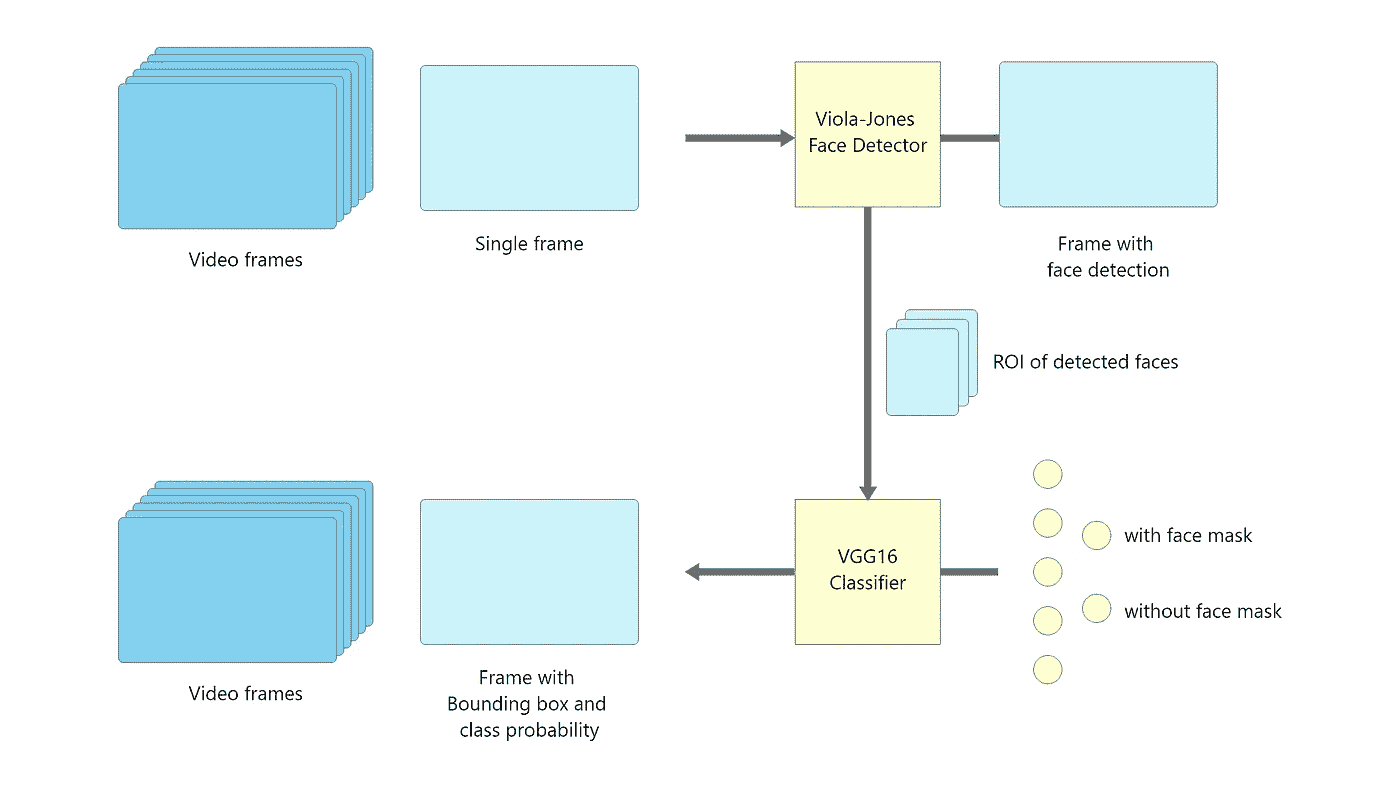 Viola-Jones
Face Detector
Video frames
Single frame
Frame with
face detection
ROI of detected faces
VGG16
Classifier
with face mask
without face mask
Video frames
Frame with
Bounding box and
class probability